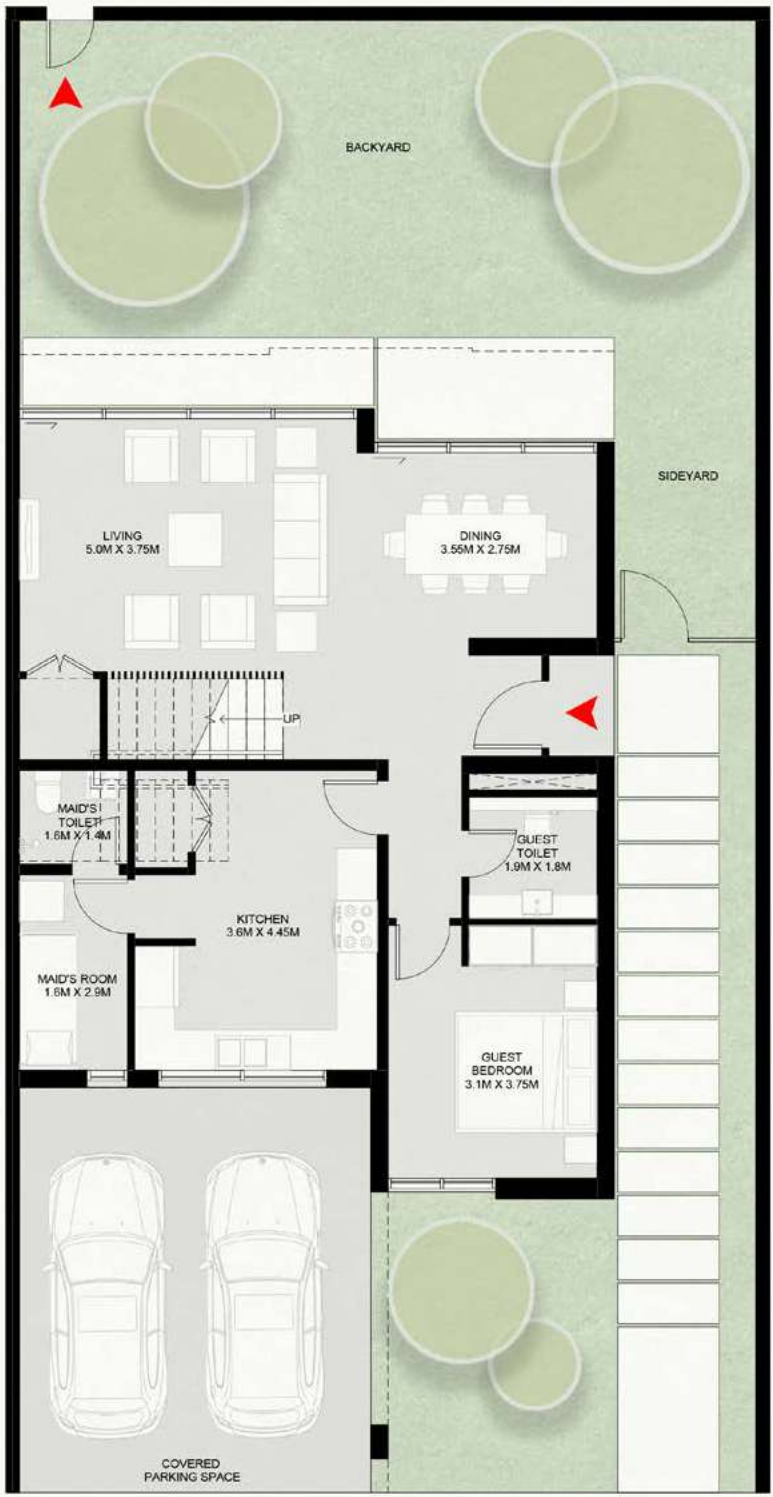 BACKYARD
SIDEYARD
LIVING
5.0M X 3.75M
DINING
3.55M X 2.75M
UP
MAID'S
TOILET
1.6M X 1.4M
GUEST
TOILET
1.9M X 1.8M
KITCHEN
3.6M X 4.45M
MAID'S ROOM
1.6M X 2.9M
GUEST
BEDROOM
3.1M X 3.75M
COVERED
PARKING SPACE